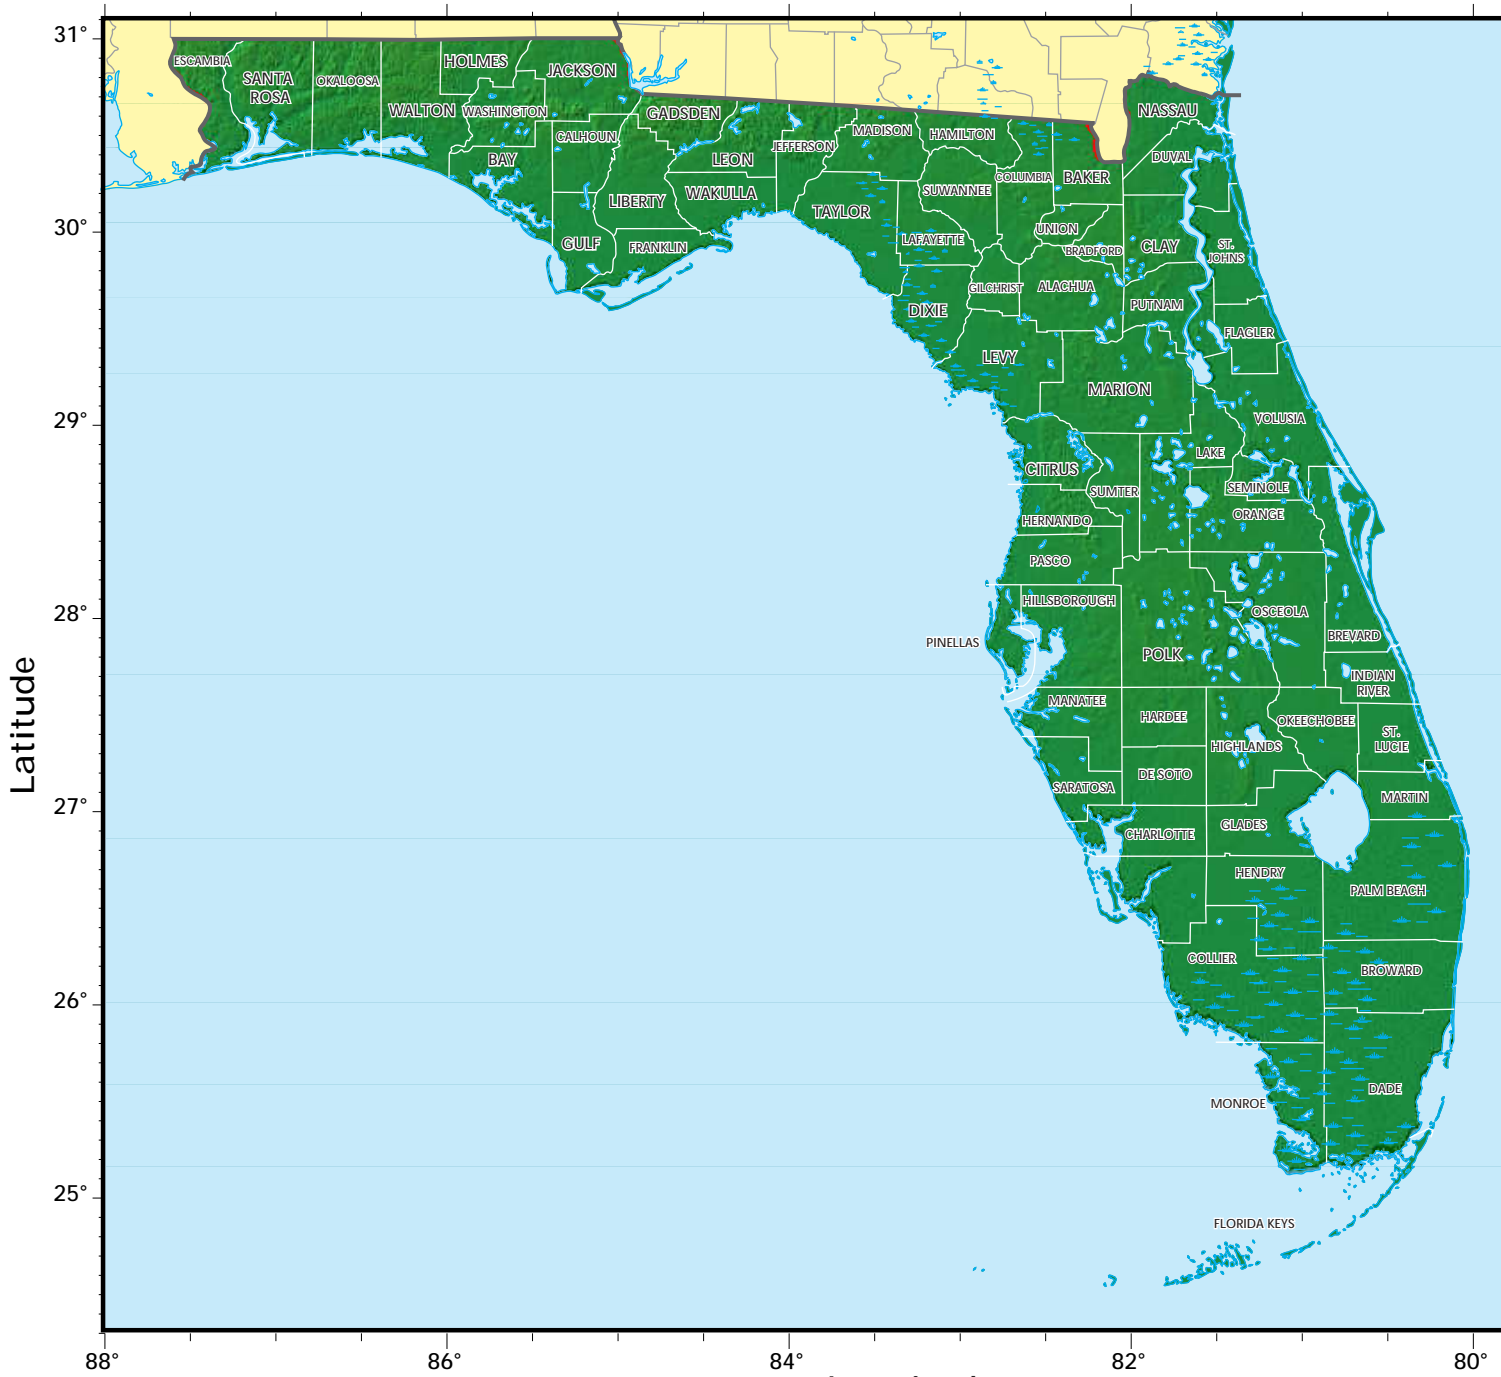 31°
ESCAMBIA
SANTA
ROSA
OKALOOSA
HOLMES
JACKSON
WALTON
WASHINGTON
GADSDEN
NASSAU
CALHOUN
MADISON
HAMILTON
JEFFERSON
BAY
LEON
DUVAL
COLUMBIA
BAKER
SUWANNEE
LIBERTY
WAKULLA
TAYLOR
30°
UNION
GULF
FRANKLIN
LAFAYETTE
BRADFORD
CLAY
ST.
JOHNS
GILCHRIST
ALACHUA
DIXIE
PUTNAM
FLAGLER
LEVY
MARION
29°
VOLUSIA
LAKE
CITRUS
SUMTER
SEMINOLE
HERNANDO
ORANGE
PASCO
28°
HILLSBOROUGH
OSCEOLA
PINELLAS
BREVARD
POLK
INDIAN
RIVER
Latitude
MANATEE
HARDEE
OKEECHOBEE
HIGHLANDS
ST.
LUCIE
DE SOTO
SARATOSA
27°
MARTIN
CHARLOTTE
GLADES
HENDRY
PALM BEACH
COLLIER
BROWARD
26°
DADE
MONROE
25°
FLORIDA KEYS
88°
86°
84°
82°
80°